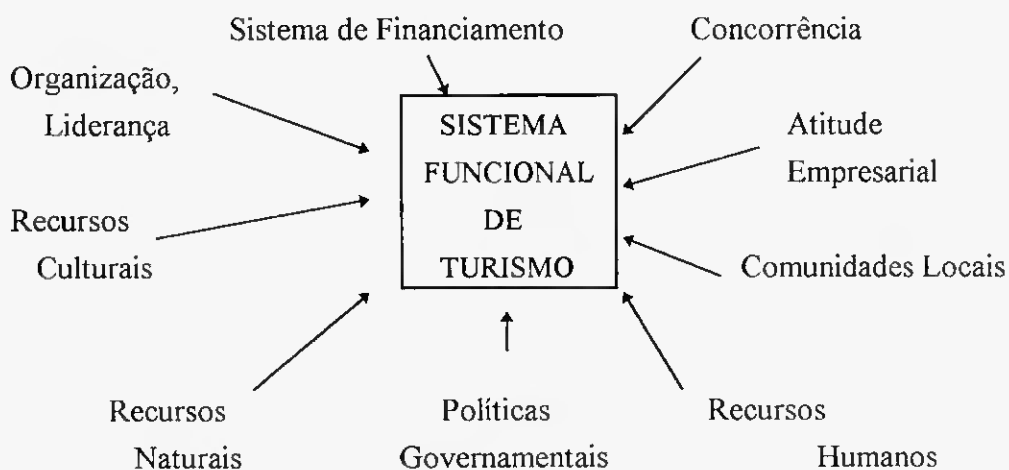 Sistema de Financiamento
Concorrência
Organização,
Liderança
SISTEMA
FUNCIONAL
DE
TURISMO
Atitude
Empresarial
Recursos
Culturais
Comunidades Locais
Recursos
Naturais
Políticas
Governamentais
Recursos
Humanos